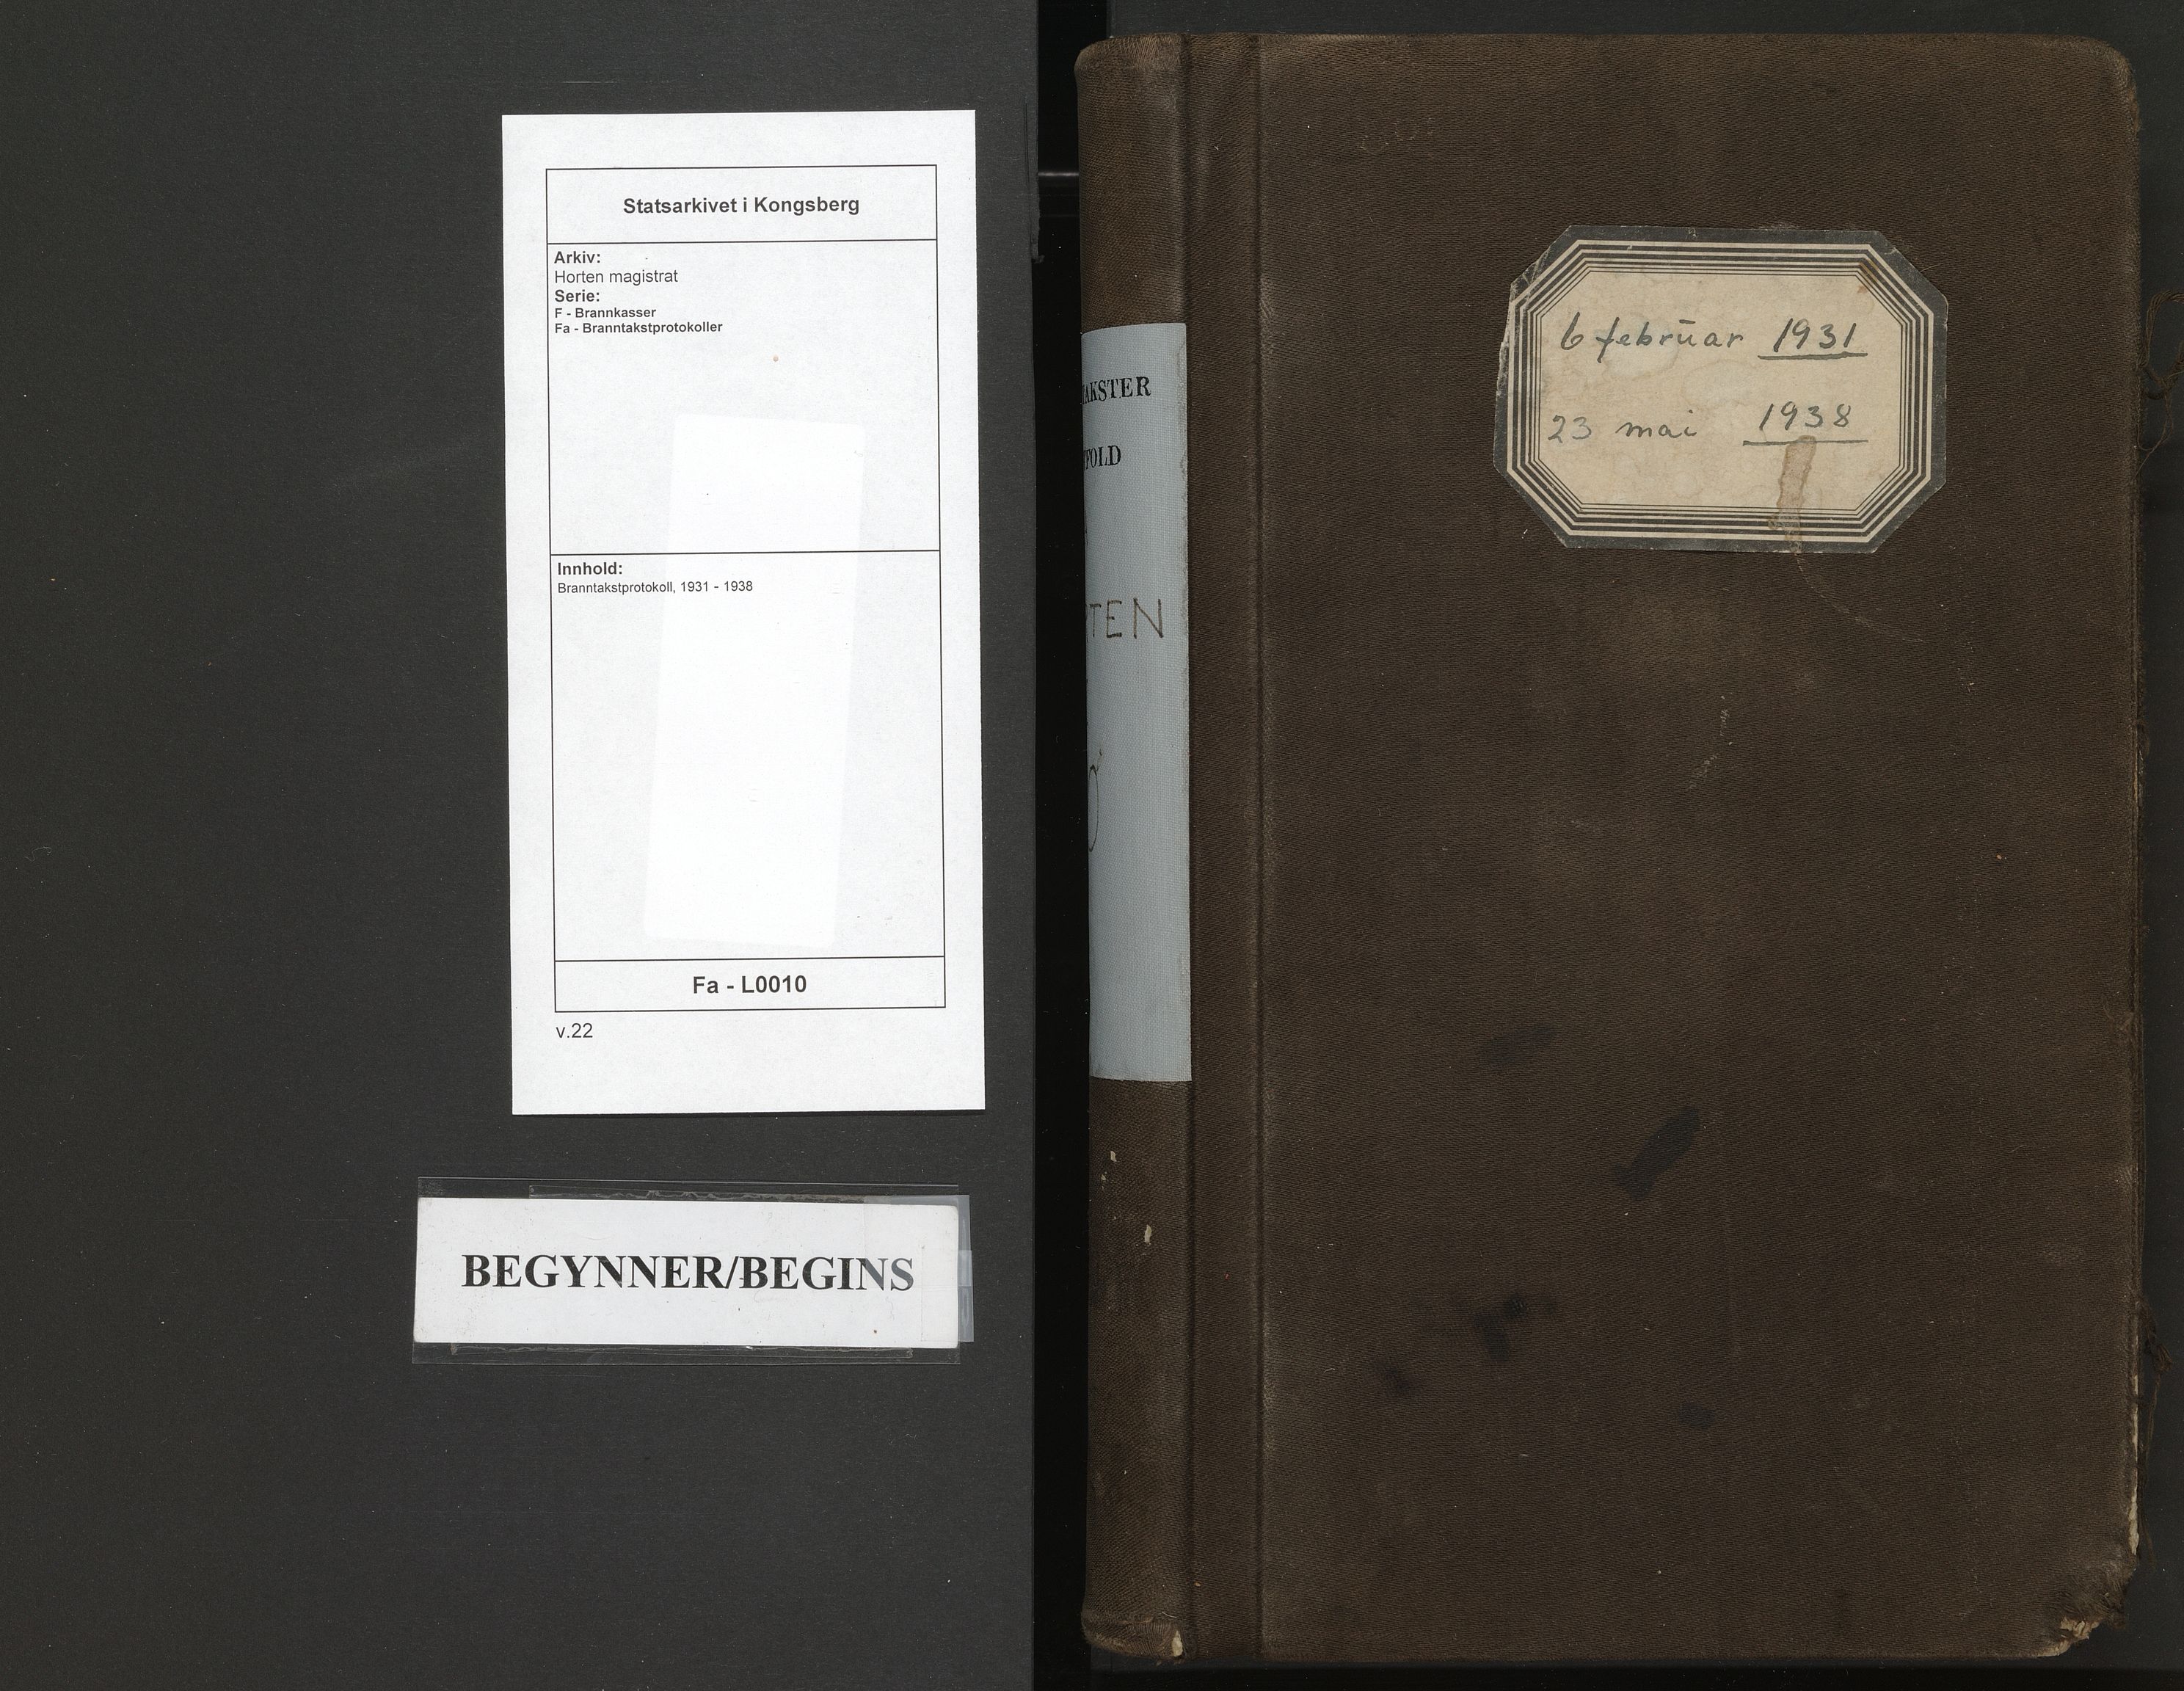 Statsarkivet i Kongsberg
Arkiv:
Horten magistrat
Serie:
F - Brannkasser
Fa - Branntakstprotokoller
Innhold:
Branntakstprotokoll, 1931 - 1938
Fa - L0010
v.22
BEGYNNER/BEGINS
AKSTER
FOLD
TEN
6 februar 1931
23 mai 1938